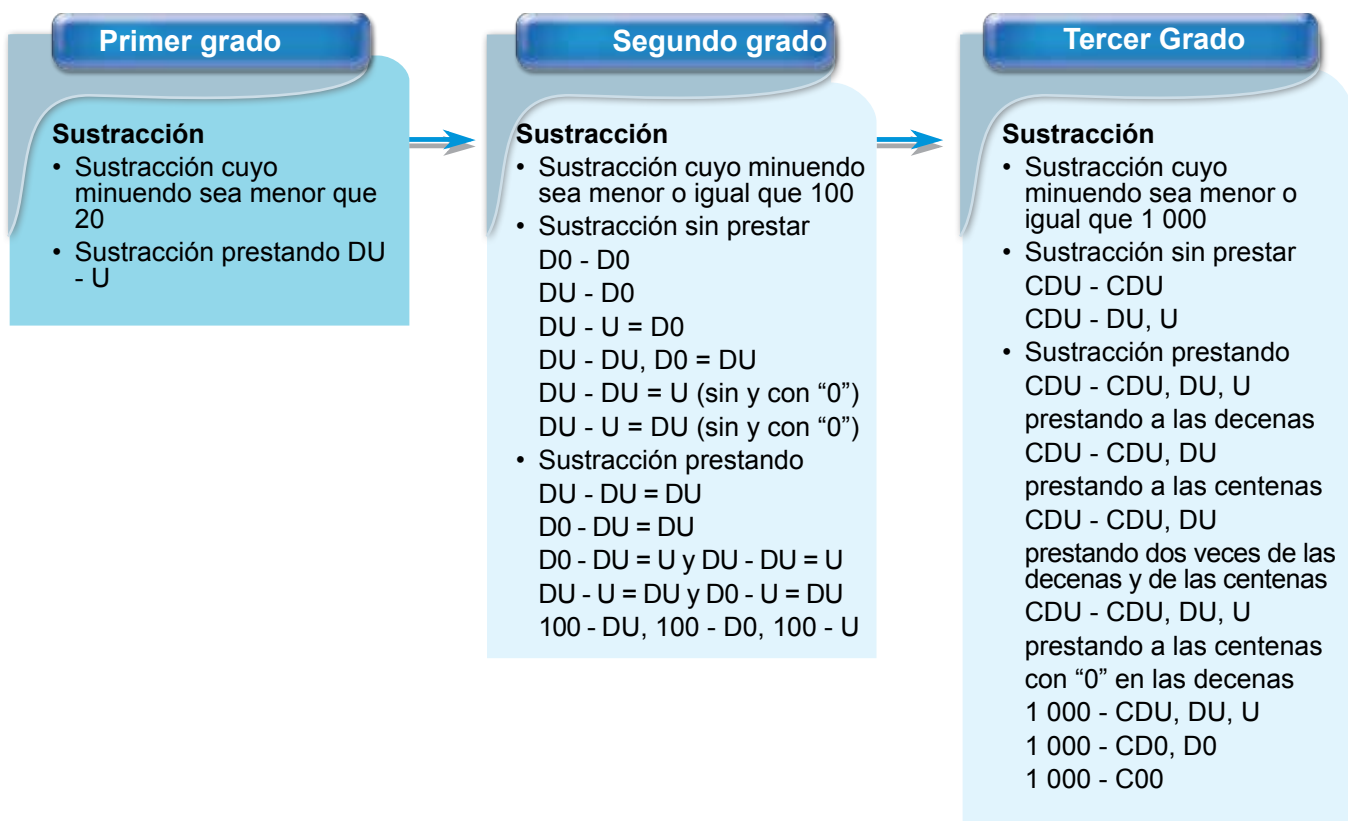 Primer grado
Sustracción
• Sustracción cuyo
minuendo sea menor que
20
• Sustracción prestando DU
- U
Segundo grado
Sustracción
• Sustracción cuyo minuendo
sea menor o igual que 100
• Sustracción sin prestar
D0 - D0
DU - D0
DU - U = D0
DU - DU, D0 = DU
DU - DU = U (sin y con “0”)
DU - U = DU (sin y con “0”)
• Sustracción prestando
DU - DU = DU
D0 - DU = DU
D0 - DU = U y DU - DU = U
DU - U = DU y D0 - U = DU
100 - DU, 100 - D0, 100 - U
Tercer Grado
Sustracción
• Sustracción cuyo
minuendo sea menor o
igual que 1 000
• Sustracción sin prestar
CDU - CDU
CDU - DU, U
• Sustracción prestando
CDU - CDU, DU, U
prestando a las decenas
CDU - CDU, DU
prestando a las centenas
CDU - CDU, DU
prestando dos veces de las
decenas y de las centenas
CDU - CDU, DU, U
prestando a las centenas
con “0” en las decenas
1 000 - CDU, DU, U
1 000 - CD0, D0
1 000 - C00